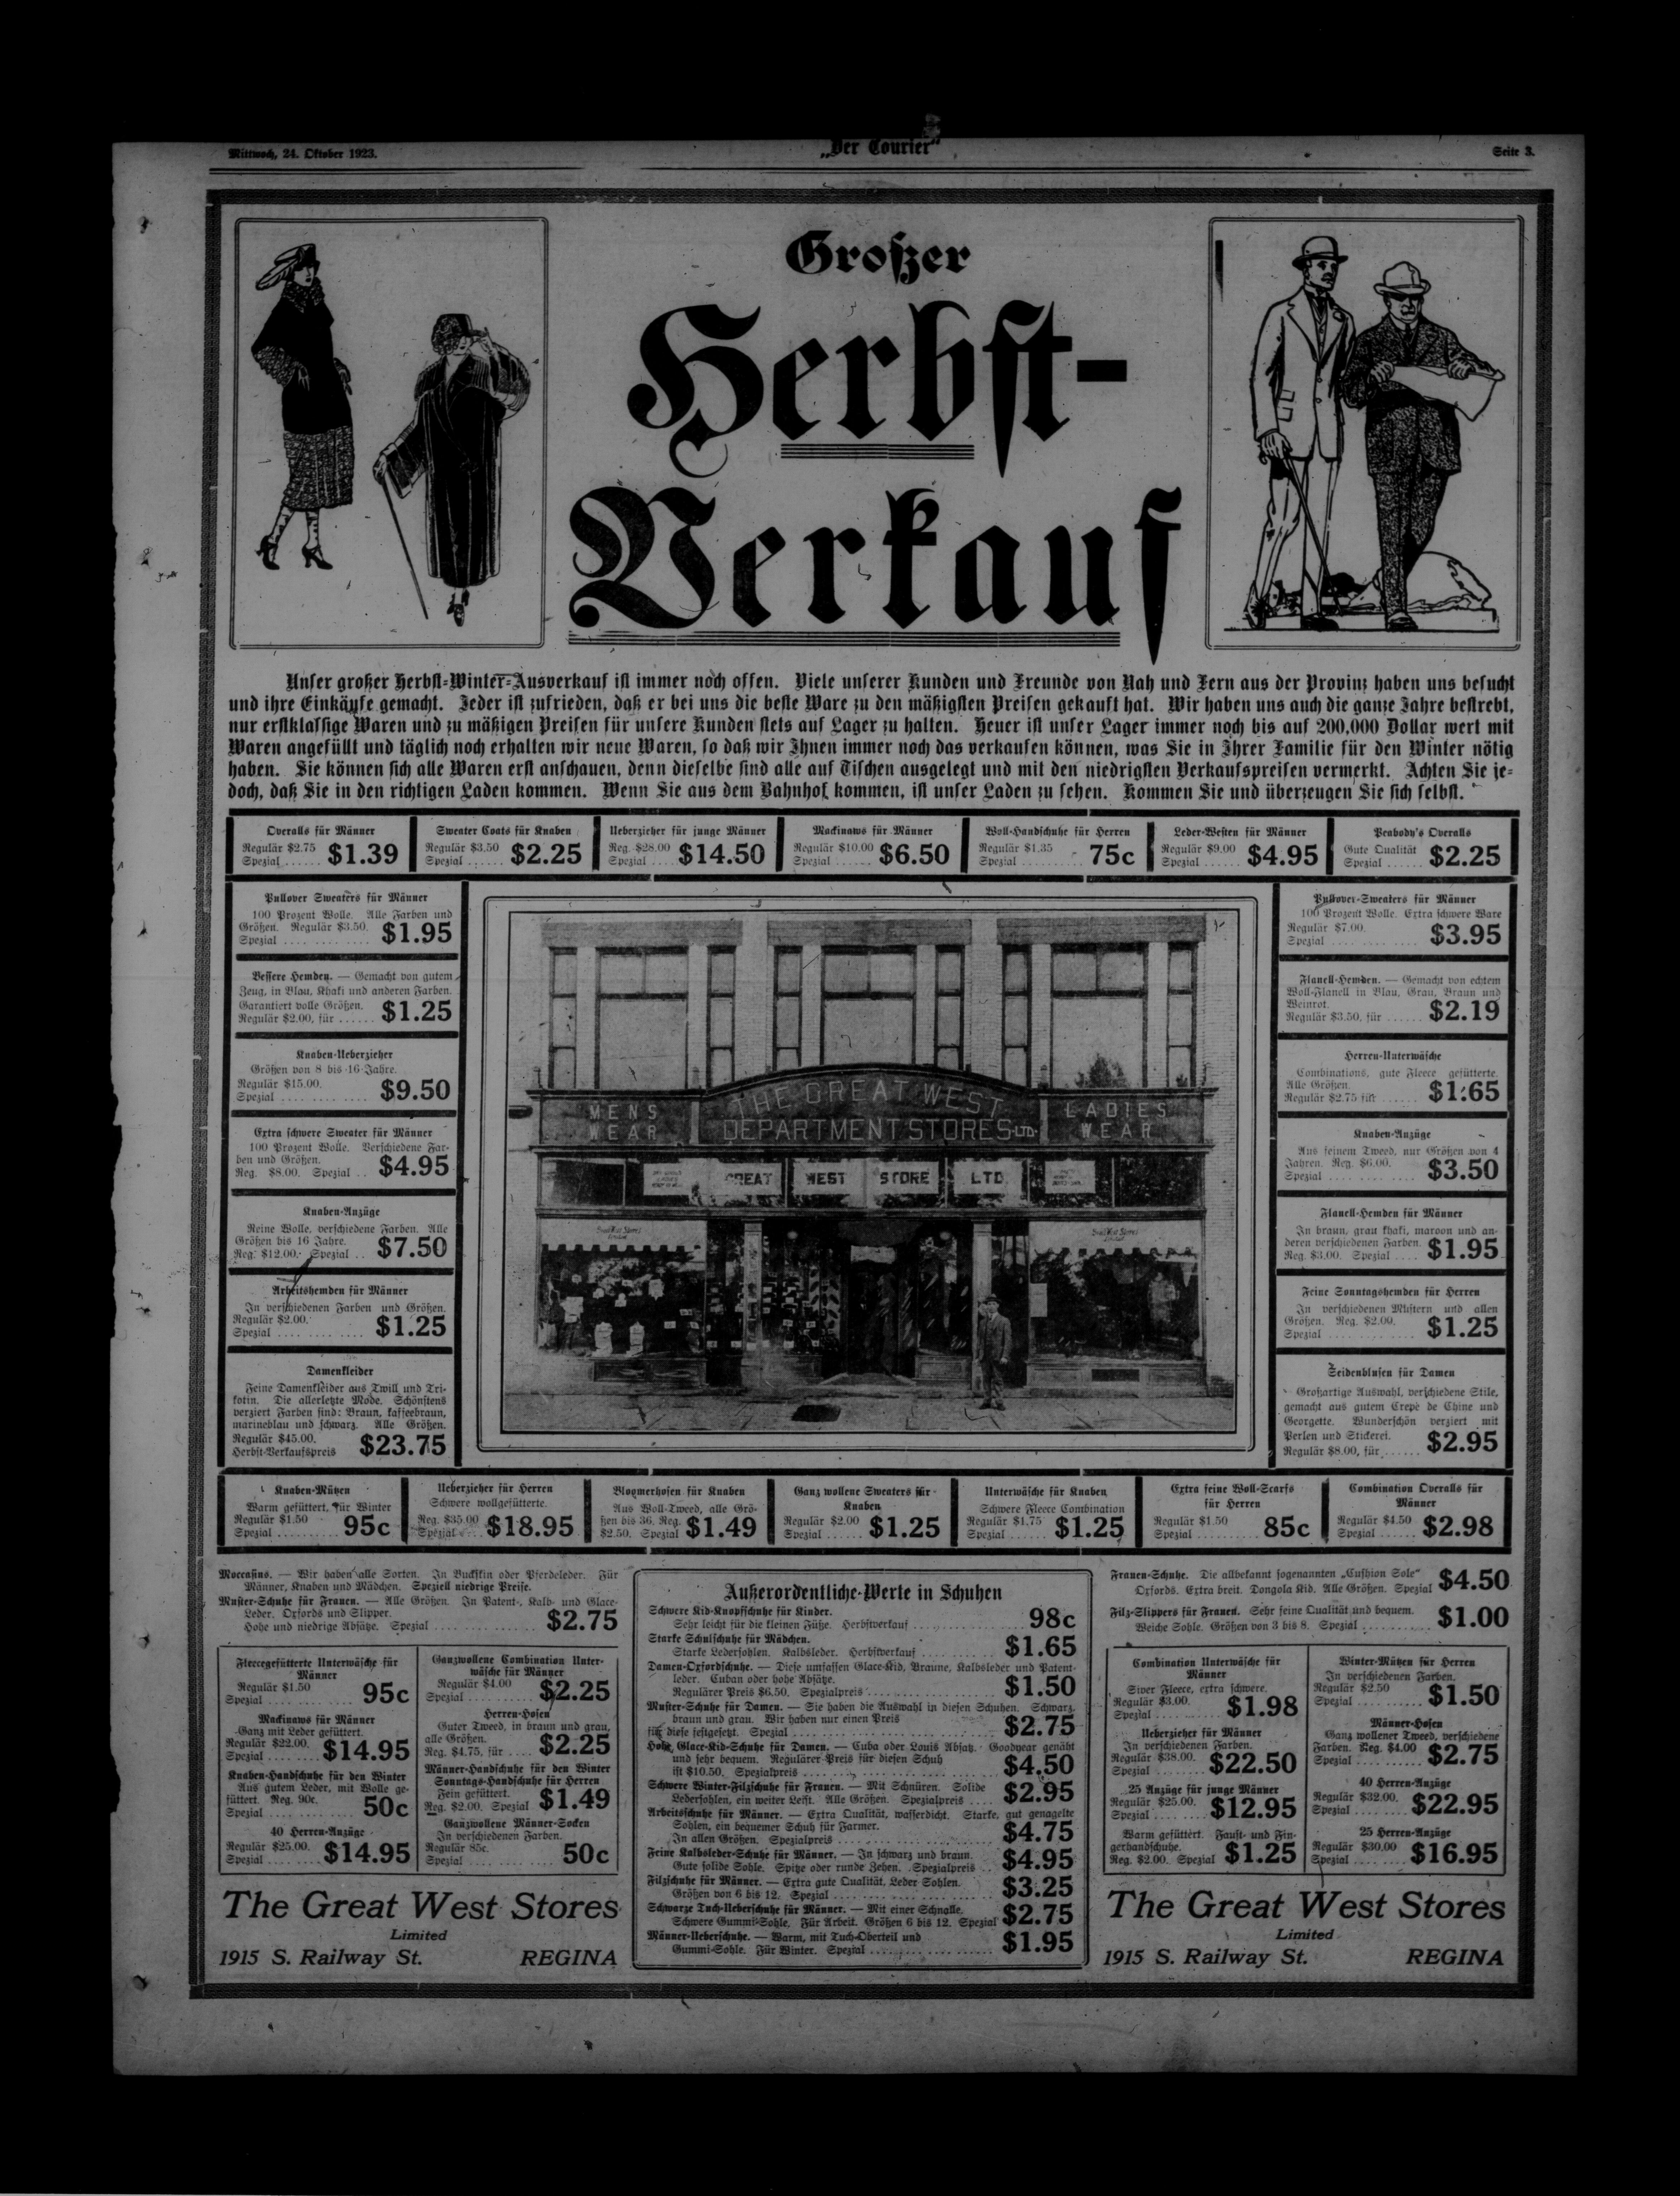 Mittwoch, 24. Oktober 1923.
„Der Courier“
Seite 3.
Großer
Herbst-
Verkauf
Unser großer Herbst-Winter-Ausverkauf ist immer noch offen. Viele unserer Kunden und Freunde von Nah und Fern aus der Provinz haben uns besucht
und ihre Einkäufe gemacht. Jeder ist zufrieden, daß er bei uns die beste Ware zu den mäßigsten Preisen gekauft hat. Wir haben uns auch die ganze Jahre bestrebt,
nur erstklassige Waren und zu mäßigen Preisen für unsere Kunden stets auf Lager zu halten. Heuer ist unser Lager immer noch bis auf 200,000 Dollar wert mit
Waren angefüllt und täglich noch erhalten wir neue Waren, so daß wir Ihnen immer noch das verkaufen können, was Sie in Ihrer Familie für den Winter nötig
haben. Sie können sich alle Waren erst anschauen, denn dieselbe sind alle auf Tischen ausgelegt und mit den niedrigsten Verkaufspreisen vermerkt. Achten Sie je-
doch, daß Sie in den richtigen Laden kommen. Wenn Sie aus dem Bahnhof kommen, ist unser Laden zu sehen. Kommen Sie und überzeugen Sie sich selbst.
Overalls für Männer
Regulär $2.75
Spezial ...... $1.39
Sweater Coats für Knaben
Regulär $3.50
Spezial ...... $2.25
Ueberzieher für junge Männer
Reg. $28.00
Spezial .... $14.50
Mackinaws für Männer
Regulär $10.00
Spezial ...... $6.50
Woll-Handschuhe für Herren
Regulär $1.35
Spezial .......... 75c
Leder-Westen für Männer
Regulär $9.00
Spezial ...... $4.95
Peabody's Overalls
Gute Qualität
Spezial ...... $2.25
Pullover Sweaters für Männer
100 Prozent Wolle. Alle Farben und
Größen. Regulär $3.50.
Spezial .... .... .... $1.95
Bessere Hemden. — Gemacht von gutem
Zeug, in Blau, Khaki und anderen Farben.
Garantiert volle Größen.
Regulär $2.00, für ...... $1.25
Knaben-Ueberzieher
Größen von 8 bis 16 Jahre.
Regulär $15.00.
Spezial .... .... .... $9.50
Extra schwere Sweater für Männer
100 Prozent Wolle. Verschiedene Far-
ben und Größen.
Reg. $8.00. Spezial .. $4.95
Knaben-Anzüge
Reine Wolle, verschiedene Farben. Alle
Größen bis 16 Jahre.
Reg. $12.00. Spezial .. $7.50
Arbeitshemden für Männer
In verschiedenen Farben und Größen.
Regulär $2.00.
Spezial .... .... .... $1.25
Damenkleider
Feine Damenkleider aus Twill und Tri-
kotin. Die allerletzte Mode. Schönstens
verziert Farben sind: Braun, kaffeebraun,
marineblau und schwarz. Alle Größen.
Regulär $45.00.
Herbst-Verkaufspreis $23.75
MENS
WEAR
THE GREAT WEST
DEPARTMENT STORES LTD.
LADIES
WEAR
GREAT WEST STORE LTD
Pullover-Sweaters für Männer
100 Prozent Wolle. Extra schwere Ware
Regulär $7.00.
Spezial .... .... .... $3.95
Flanell-Hemden. — Gemacht von echtem
Woll-Flanell in Blau, Grau, Braun und
Weinrot.
Regulär $3.50, für ...... $2.19
Herren-Unterwäsche
Combinations, gute Fleece gefütterte.
Alle Größen.
Regulär $2.75 für ...... $1.65
Knaben-Anzüge
Aus feinem Tweed, nur Größen von 4
Jahren. Reg. $6.00.
Spezial .... .... .... $3.50
Flanell-Hemden für Männer
In braun, grau khaki, maroon und an-
deren verschiedenen Farben.
Reg. $3.00. Spezial .... $1.95
Feine Sonntagshemden für Herren
In verschiedenen Mustern und allen
Größen. Reg. $2.00.
Spezial .... .... .... $1.25
Seidenblusen für Damen
Großartige Auswahl, verschiedene Stile,
gemacht aus gutem Crepe de Chine und
Georgette. Wunderschön verziert mit
Perlen und Stickerei.
Regulär $8.00, für ...... $2.95
Knaben-Mützen
Warm gefüttert, für Winter
Regulär $1.50
Spezial .......... 95c
Ueberzieher für Herren
Schwere wollgefütterte.
Reg. $35.00
Spezial .... $18.95
Bloomerhosen für Knaben
Aus Woll-Tweed, alle Grö-
ßen bis 36. Reg.
$2.50. Spezial $1.49
Ganz wollene Sweaters für
Knaben
Regulär $2.00
Spezial ...... $1.25
Unterwäsche für Knaben
Schwere Fleece Combination
Regulär $1.75
Spezial ...... $1.25
Extra feine Woll-Scarfs
für Herren
Regulär $1.50
Spezial .......... 85c
Combination Overalls für
Männer
Regulär $4.50
Spezial ...... $2.98
Moccasins. — Wir haben alle Sorten. In Buckskin oder Pferdeleder. Für
Männer, Knaben und Mädchen. Speziell niedrige Preise.
Muster-Schuhe für Frauen. — Alle Größen. In Patent-, Kalb- und Glace-
Leder. Oxfords und Slipper.
Hohe und niedrige Absätze. Spezial .... .... .... $2.75
Fleecegefütterte Unterwäsche für
Männer
Regulär $1.50
Spezial .... .... .... 95c
Mackinaws für Männer
Ganz mit Leder gefüttert.
Regulär $22.00.
Spezial .... .... $14.95
Knaben-Handschuhe für den Winter
Aus gutem Leder, mit Wolle ge-
füttert. Reg. 90c.
Spezial .... .... .... 50c
40 Herren-Anzüge
Regulär $25.00.
Spezial .... .... $14.95
Ganzwollene Combination Unter-
wäsche für Männer
Regulär $4.00
Spezial .......... $2.25
Herren-Hosen
Guter Tweed, in braun und grau,
alle Größen.
Reg. $4.75, für .... $2.25
Männer-Handschuhe für den Winter
Sonntags-Handschuhe für Herren
Fein gefüttert.
Reg. $2.00. Spezial $1.49
Ganzwollene Männer-Socken
In verschiedenen Farben.
Regulär 85c.
Spezial .... .... .... 50c
The Great West Stores
Limited
1915 S. Railway St. REGINA
Außerordentliche Werte in Schuhen
Schwere Kid-Knopfschuhe für Kinder.
Sehr leicht für die kleinen Füße. Herbstverkauf .... .... .... 98c
Starke Schulschuhe für Mädchen.
Starke Ledersohlen. Kalbsleder. Herbstverkauf .......... $1.65
Damen-Oxfordschuhe. — Diese umfassen Glace-Kid, Braune, Kalbsleder und Patent-
leder. Cuban oder hohe Absätze.
Regulärer Preis $6.50. Spezialpreis .... .... .... $1.50
Muster-Schuhe für Damen. — Sie haben die Auswahl in diesen Schuhen. Schwarz,
braun und grau. Wir haben nur einen Preis
für diese festgesetzt. Spezial .... .... .... $2.75
Hohe Glace-Kid-Schuhe für Damen. — Cuba oder Louis Absatz. Goodyear genäht
und sehr bequem. Regulärer Preis für diesen Schuh
ist $10.50. Spezialpreis .... .... .... $4.50
Schwere Winter-Filzschuhe für Frauen. — Mit Schnüren. Solide
Ledersohlen, ein weiter Leist. Alle Größen. Spezialpreis .... $2.95
Arbeitsschuhe für Männer. — Extra Qualität, wasserdicht. Starke, gut genagelte
Sohlen, ein bequemer Schuh für Farmer.
In allen Größen. Spezialpreis .... .... .... $4.75
Feine Kalbsleder-Schuhe für Männer. — In schwarz und braun.
Gute solide Sohle. Spitze oder runde Zehen. Spezialpreis .. $4.95
Filzschuhe für Männer. — Extra gute Qualität, Leder Sohlen.
Größen von 6 bis 12. Spezial .... .... .... $3.25
Schwarze Tuch-Ueberschuhe für Männer. — Mit einer Schnalle.
Schwere Gummi-Sohle. Für Arbeit. Größen 6 bis 12. Spezial $2.75
Männer-Ueberschuhe. — Warm, mit Tuch-Oberteil und
Gummi-Sohle. Für Winter. Spezial .... .... .... $1.95
Frauen-Schuhe. Die allbekannt sogenannten „Cushion Sole“
Oxfords. Extra breit. Dongola Kid. Alle Größen. Spezial $4.50
Filz-Slippers für Frauen. Sehr feine Qualität und bequem.
Weiche Sohle. Größen von 3 bis 8. Spezial .......... $1.00
Combination Unterwäsche für
Männer
Fleece, extra schwere.
Regulär $3.00.
Spezial .......... $1.98
Ueberzieher für Männer
In verschiedenen Farben.
Regulär $38.00.
Spezial ........ $22.50
25 Anzüge für junge Männer
Regulär $25.00.
Spezial ........ $12.95
Warm gefüttert. Faust- und Fin-
gerhandschuhe.
Reg. $2.00. Spezial $1.25
Winter-Mützen für Herren
In verschiedenen Farben.
Regulär $2.50
Spezial .......... $1.50
Männer-Hosen
Ganz wollener Tweed, verschiedene
Farben. Reg. $4.00
Spezial .......... $2.75
40 Herren-Anzüge
Regulär $32.00.
Spezial ........ $22.95
25 Herren-Anzüge
Regulär $30.00
Spezial ........ $16.95
The Great West Stores
Limited
1915 S. Railway St. REGINA